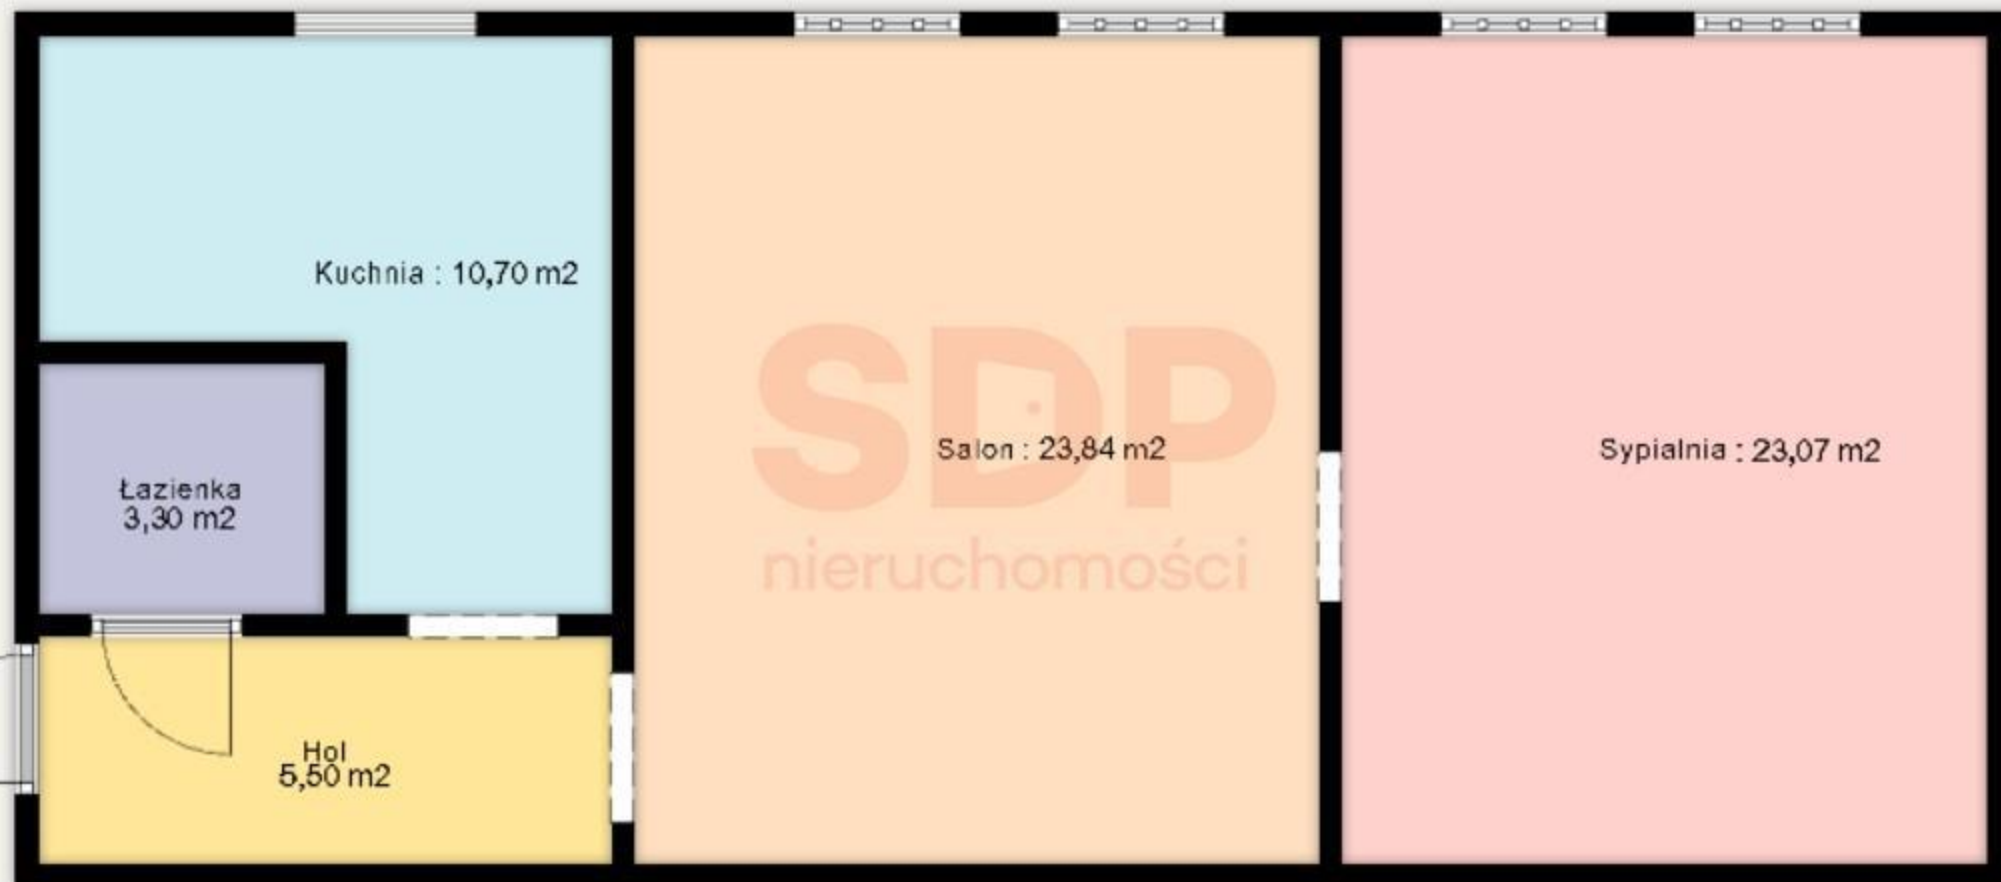 Kuchnia : 10,70 m2
SDP
nieruchomości
Salon : 23,84 m2
Sypialnia : 23,07 m2
Łazienka
3,30 m2
Hol
5,50 m2